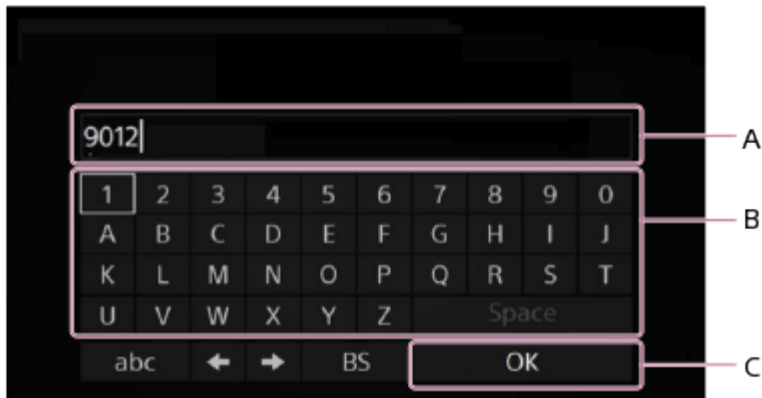 9012
A
1 2 3 4 5 6 7 8 9 0
B
A B C D E F G H I J
K L M N O P Q R S T
U V W X Y Z Space
abc ← → BS OK
C